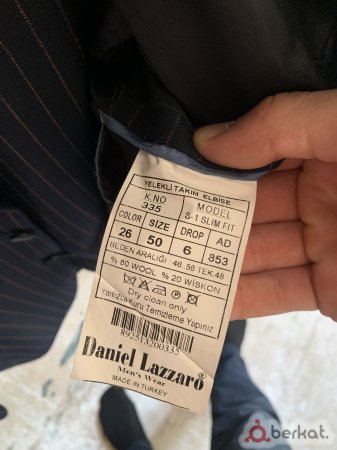 YELEKLİ TAKIM ELBİSE
K.NO MODEL
335 S-1 SLIM FIT
COLOR SIZE DROP AD
26 50 6 853
BEDEN ARALIĞI: 46-56 TEK 48
% 80 WOOL % 20 WISKON
Dry clean only
Yanlızca Kuru Temizleme Yapınız
892513200335
Daniel Lazzaro®
Men's Wear
MADE IN TURKEY
berkat.